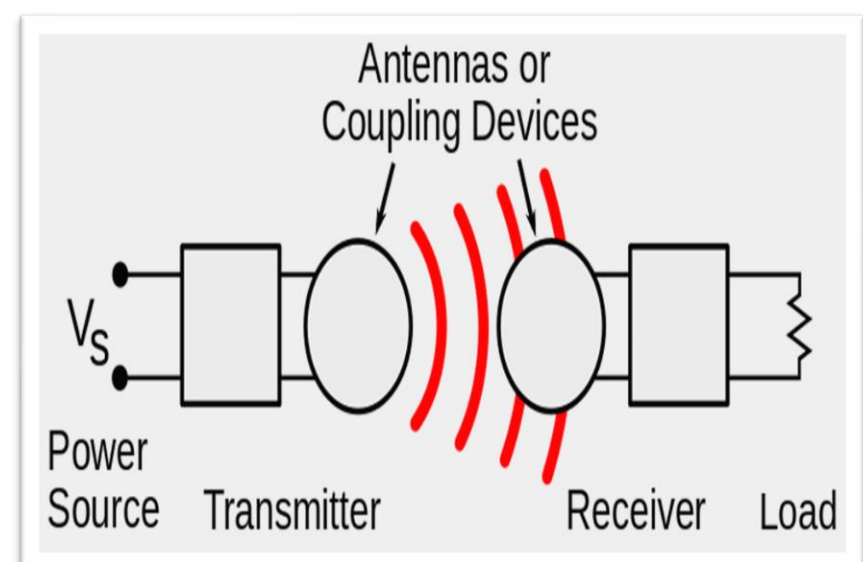 Antennas or
Coupling Devices
Vs
Power
Source
Transmitter
Receiver
Load